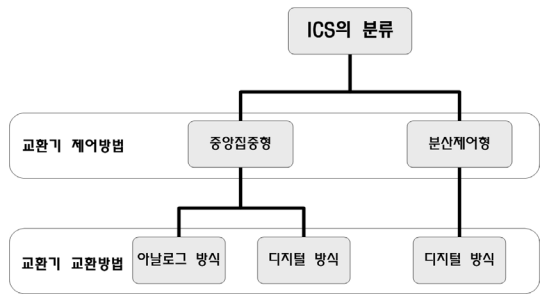 ICS의 분류
교환기 제어방법
중앙집중형
분산제어형
교환기 교환방법
아날로그 방식
디지털 방식
디지털 방식